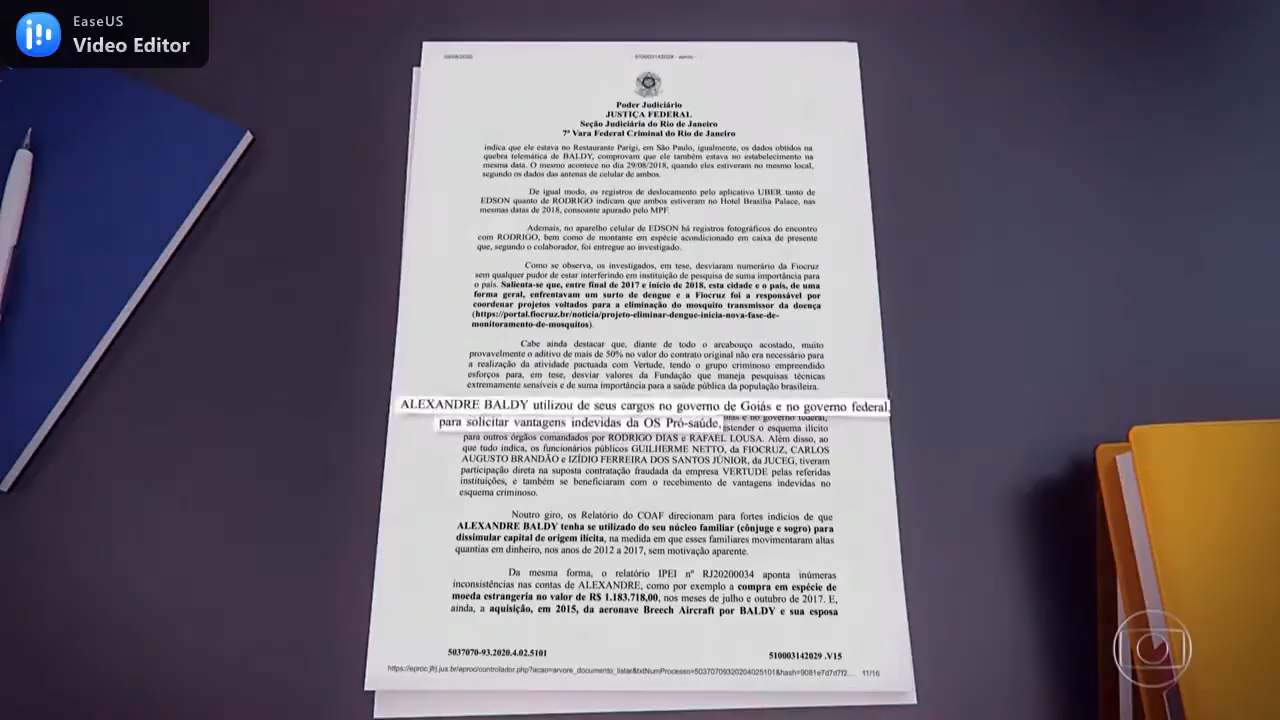 EaseUS
Video Editor
510003142029 - eproc -
Poder Judiciário
JUSTIÇA FEDERAL
Seção Judiciária do Rio de Janeiro
7ª Vara Federal Criminal do Rio de Janeiro
indica que ele estava no Restaurante Parigi, em São Paulo, igualmente, os dados obtidos na
quebra telemática de BALDY, comprovam que ele também estava no estabelecimento na
mesma data. O mesmo acontece no dia 29/08/2018, quando eles estiveram no mesmo local,
segundo os dados das antenas de celular de ambos.
De igual modo, os registros de deslocamento pelo aplicativo UBER tanto de
EDSON quanto de RODRIGO indicam que ambos estiveram no Hotel Brasília Palace, nas
mesmas datas de 2018, consoante apurado pelo MPF.
Ademais, no aparelho celular de EDSON há registros fotográficos do encontro
com RODRIGO, bem como de montante em espécie acondicionado em caixa de presente
que, segundo o colaborador, foi entregue ao investigado.
Como se observa, os investigados, em tese, desviaram numerário da Fiocruz
sem qualquer pudor de estar interferindo em instituição de pesquisa de suma importância para
o país. Salienta-se que, entre final de 2017 e início de 2018, esta cidade e o país, de uma
forma geral, enfrentavam um surto de dengue e a Fiocruz foi a responsável por
coordenar projetos voltados para a eliminação do mosquito transmissor da doença
(https://portal.fiocruz.br/noticia/projeto-eliminar-dengue-inicia-nova-fase-de-
monitoramento-de-mosquitos).
Cabe ainda destacar que, diante de todo o arcabouço acostado, muito
provavelmente o aditivo de mais de 50% no valor do contrato original não era necessário para
a realização da atividade pactuada com Vertude, tendo o grupo criminoso empreendido
esforços para, em tese, desviar valores da Fundação que maneja pesquisas técnicas
extremamente sensíveis e de suma importância para a saúde pública da população brasileira.
ALEXANDRE BALDY utilizou de seus cargos no governo de Goiás e no governo federal,
para solicitar vantagens indevidas da OS Pró-saúde,
estender o esquema ilícito
para outros órgãos comandados por RODRIGO DIAS e RAFAEL LOUSA. Além disso, ao
que tudo indica, os funcionários públicos GUILHERME NETTO, da FIOCRUZ, CARLOS
AUGUSTO BRANDÃO e IZÍDIO FERREIRA DOS SANTOS JÚNIOR, da JUCEG, tiveram
participação direta na suposta contratação fraudada da empresa VERTUDE pelas referidas
instituições, e também se beneficiaram com o recebimento de vantagens indevidas no
esquema criminoso.
Noutro giro, os Relatório do COAF direcionam para fortes indícios de que
ALEXANDRE BALDY tenha se utilizado do seu núcleo familiar (cônjuge e sogro) para
dissimular capital de origem ilícita, na medida em que esses familiares movimentaram altas
quantias em dinheiro, nos anos de 2012 a 2017, sem motivação aparente.
Da mesma forma, o relatório IPEI nº RJ20200034 aponta inúmeras
inconsistências nas contas de ALEXANDRE, como por exemplo a compra em espécie de
moeda estrangeria no valor de R$ 1.183.718,00, nos meses de julho e outubro de 2017. E,
ainda, a aquisição, em 2015, da aeronave Breech Aircraft por BALDY e sua esposa
5037070-93.2020.4.02.5101
510003142029 .V15
https://eproc.jfrj.jus.br/eproc/controlador.php?acao=arvore_documento_listar&txtNumProcesso=50370709320204025101&hash=9081e7d7d7f2... 11/16